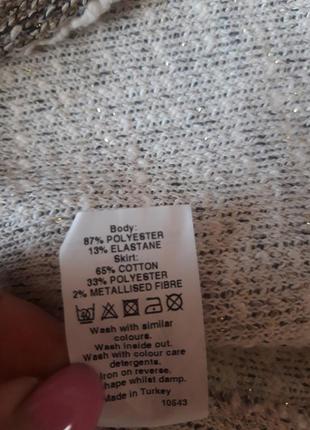 Body:
87% POLYESTER
13% ELASTANE
Skirt:
65% COTTON
33% POLYESTER
2% METALLISED FIBRE
Wash with similar
colours.
Wash inside out.
Wash with colour care
detergents.
Iron on reverse.
shape whilst damp.
Made in Turkey
10543